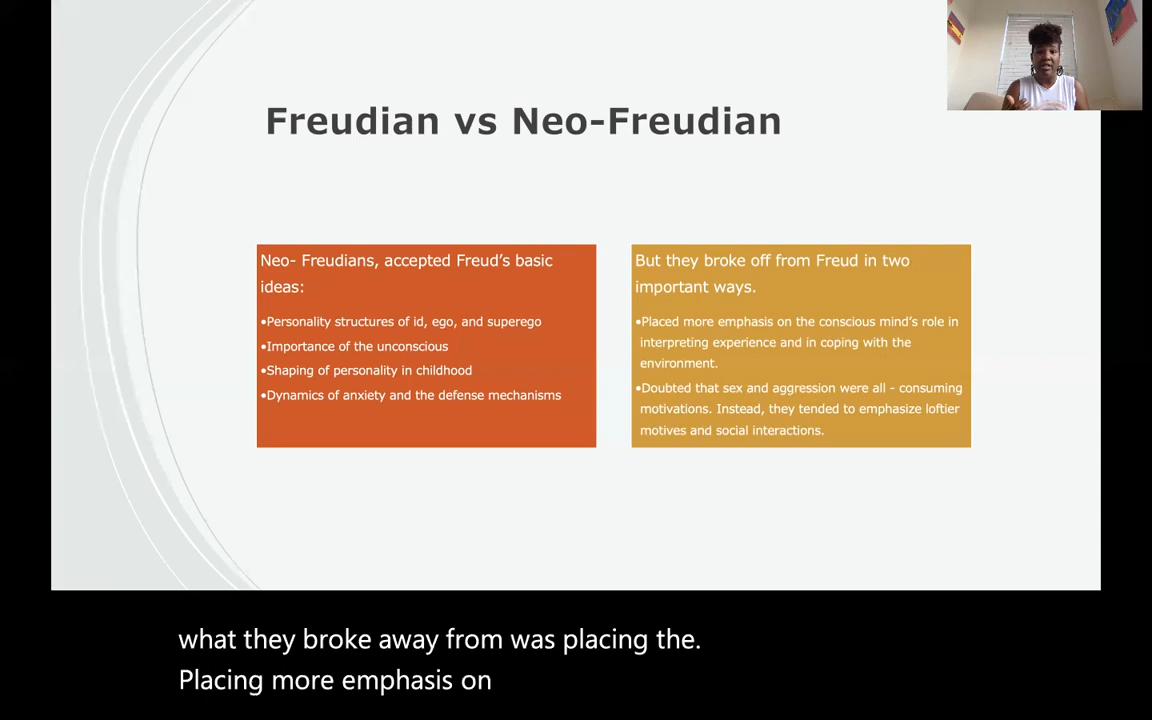 Freudian vs Neo-Freudian
Neo- Freudians, accepted Freud’s basic
ideas:
•Personality structures of id, ego, and superego
•Importance of the unconscious
•Shaping of personality in childhood
•Dynamics of anxiety and the defense mechanisms
But they broke off from Freud in two
important ways.
•Placed more emphasis on the conscious mind’s role in
interpreting experience and in coping with the
environment.
•Doubted that sex and aggression were all - consuming
motivations. Instead, they tended to emphasize loftier
motives and social interactions.
what they broke away from was placing the.
Placing more emphasis on